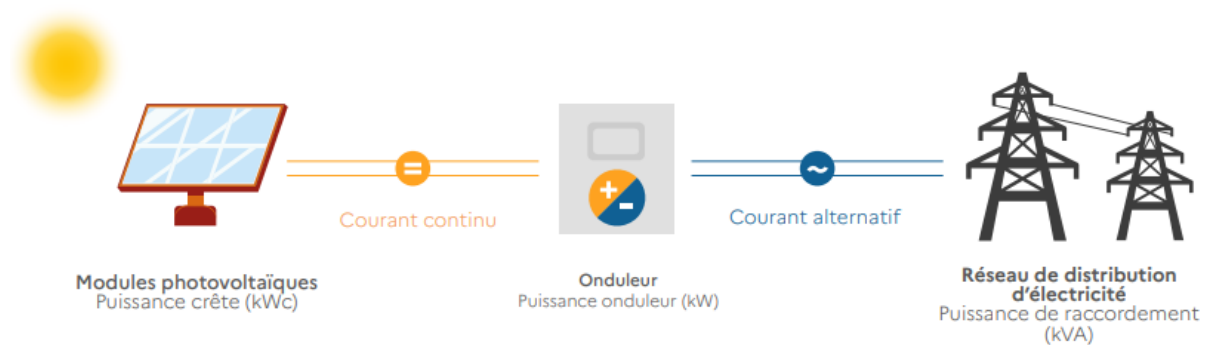 Courant continu
Courant alternatif
Modules photovoltaïques
Puissance crête (kWc)
Onduleur
Puissance onduleur (kW)
Réseau de distribution
d’électricité
Puissance de raccordement
(kVA)